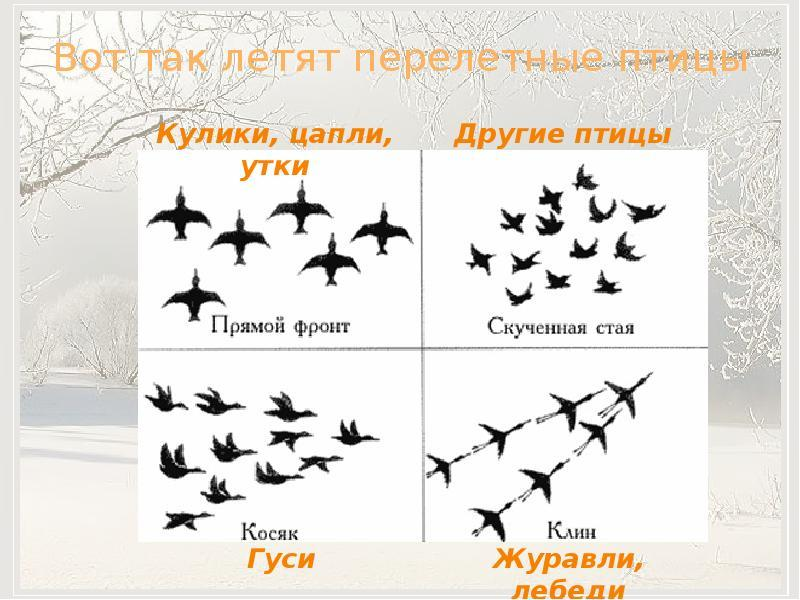 Вот так летят перелетные птицы
Кулики, цапли,
утки
Другие птицы
Прямой фронт
Скученная стая
Косяк
Клин
Гуси
Журавли,
лебеди